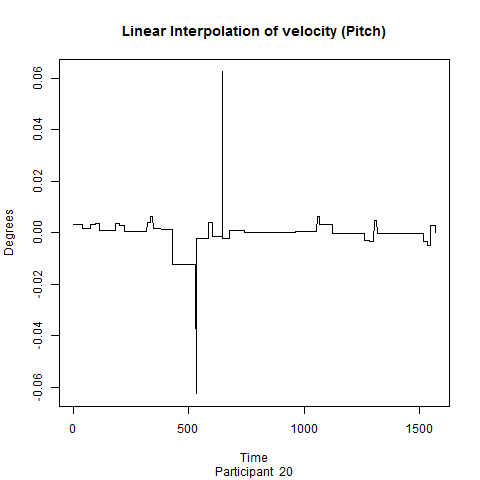 Linear Interpolation of velocity (Pitch)
Degrees
0.06
0.04
0.02
0.00
-0.02
-0.04
-0.06
0 500 1000 1500
Time
Participant 20